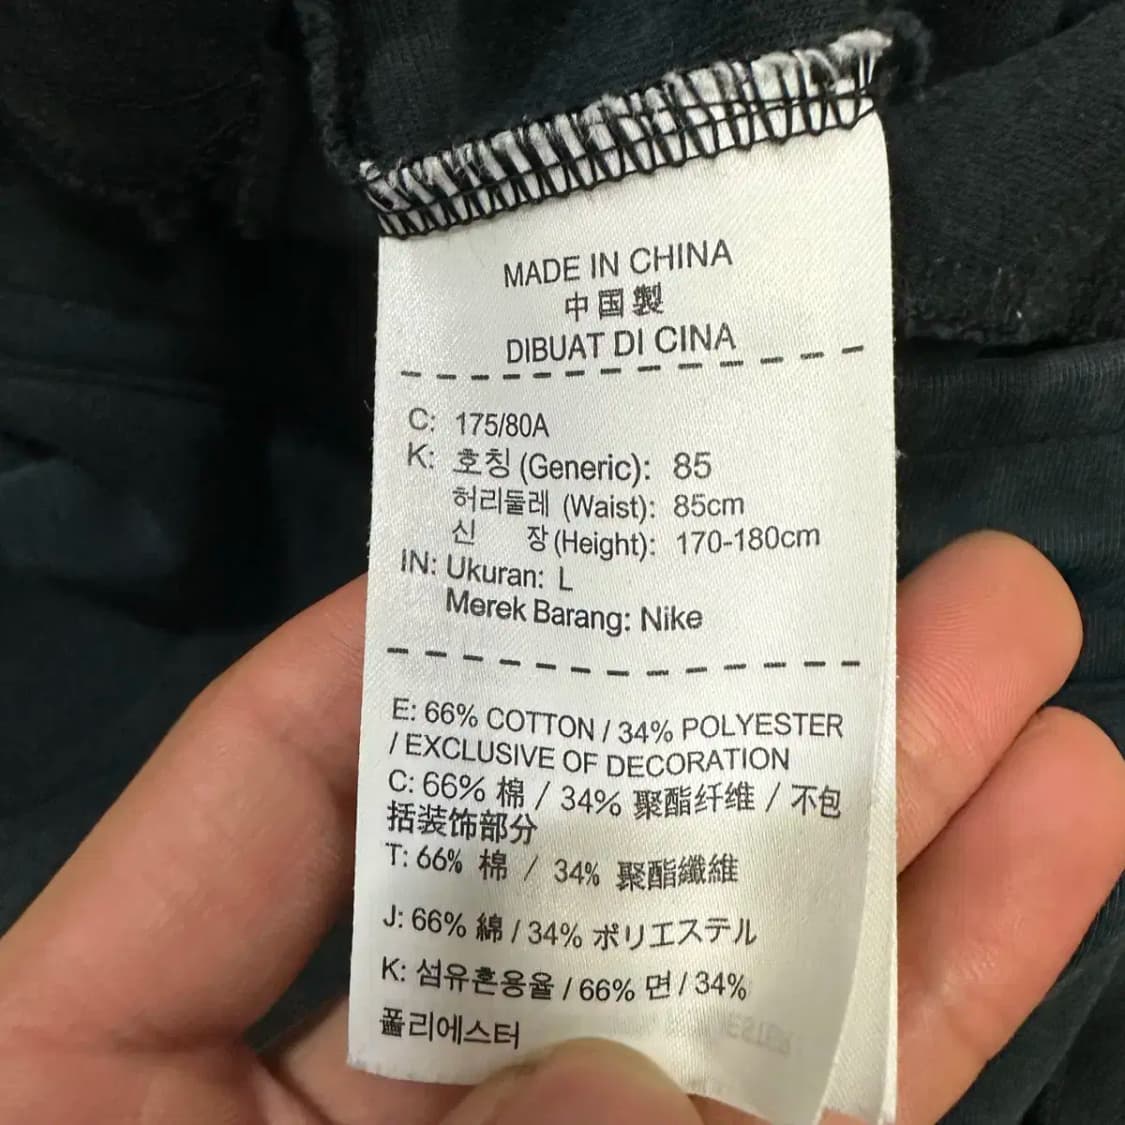 MADE IN CHINA
中国製
DIBUAT DI CINA
C: 175/80A
K: 호칭 (Generic): 85
허리둘레 (Waist): 85cm
신 장 (Height): 170-180cm
IN: Ukuran: L
Merek Barang: Nike
E: 66% COTTON / 34% POLYESTER
/ EXCLUSIVE OF DECORATION
C: 66% 棉 / 34% 聚酯纤维 / 不包
括装饰部分
T: 66% 棉 / 34% 聚酯纖維
J: 66% 綿 / 34% ポリエステル
K: 섬유혼용율 / 66% 면 / 34%
폴리에스터